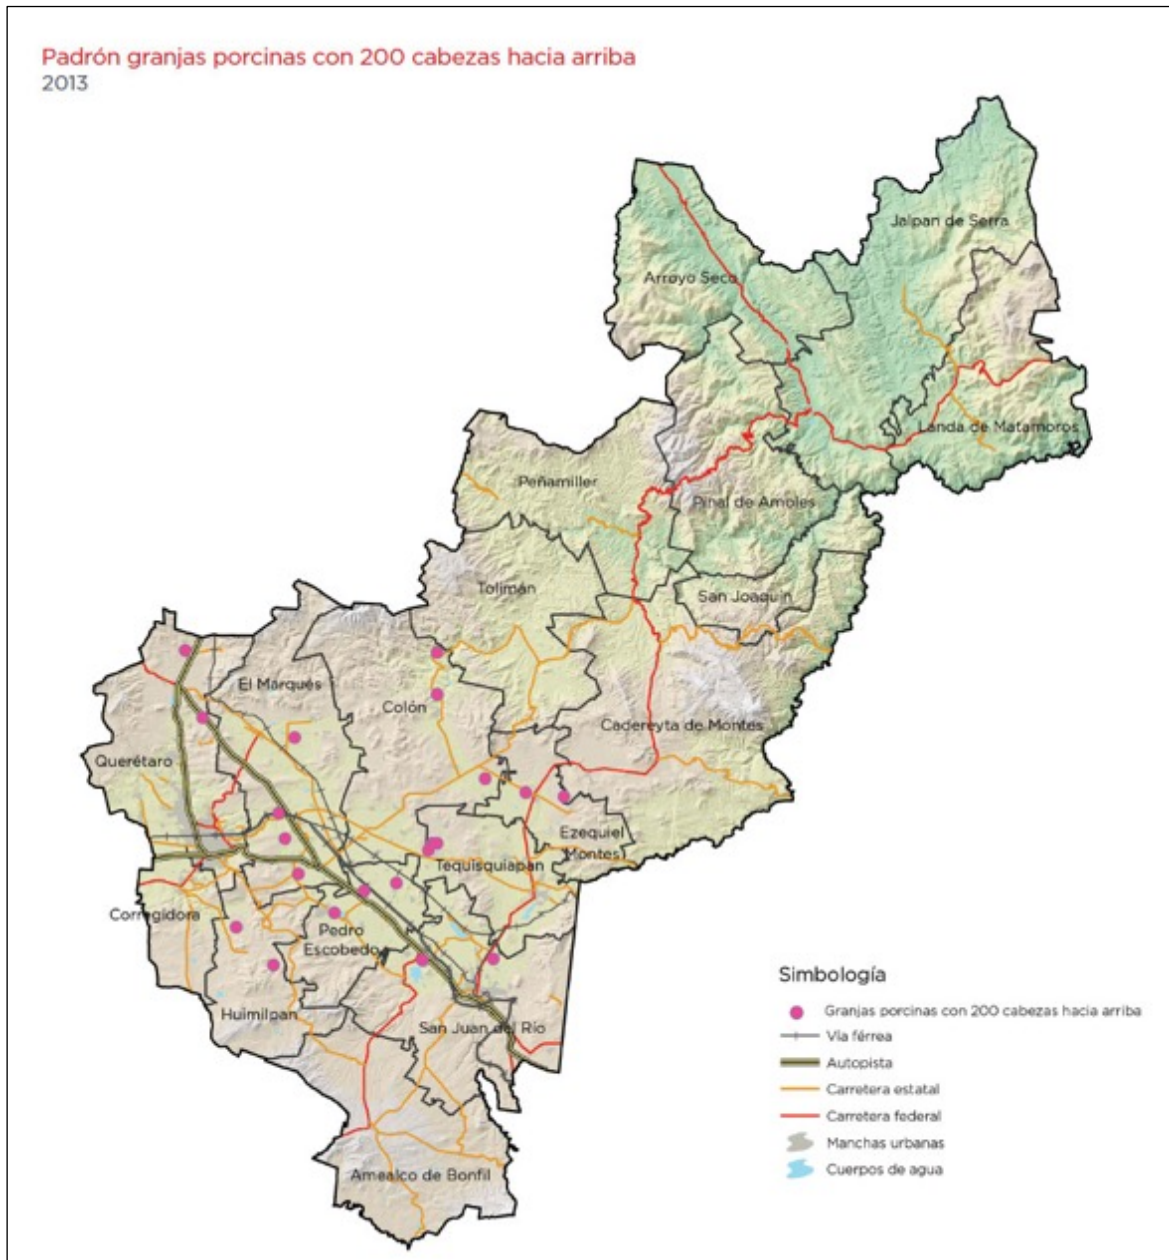 Padrón granjas porcinas con 200 cabezas hacia arriba
2013
Jalpan de Serra
Arroyo Seco
Landa de Matamoros
Peñamiller
Pinal de Amoles
Tolimán
San Joaquín
El Marqués
Colón
Cadereyta de Montes
Querétaro
Ezequiel
Montes
Tequisquiapan
Corregidora
Pedro
Escobedo
Huimilpan
San Juan del Río
Amealco de Bonfil
Simbología
Granjas porcinas con 200 cabezas hacia arriba
Vía férrea
Autopista
Carretera estatal
Carretera federal
Manchas urbanas
Cuerpos de agua